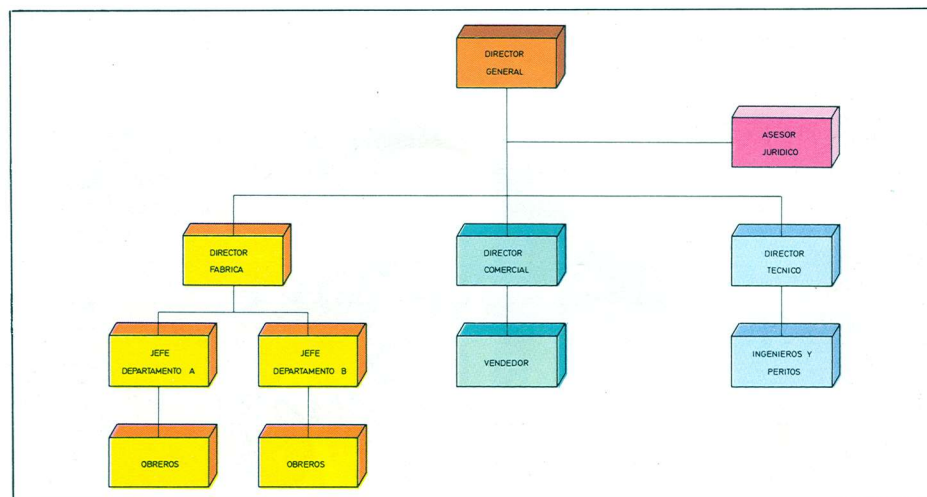 DIRECTOR
GENERAL
ASESOR
JURIDICO
DIRECTOR
FABRICA
DIRECTOR
COMERCIAL
DIRECTOR
TECNICO
JEFE
DEPARTAMENTO A
JEFE
DEPARTAMENTO B
VENDEDOR
INGENIEROS Y
PERITOS
OBREROS
OBREROS